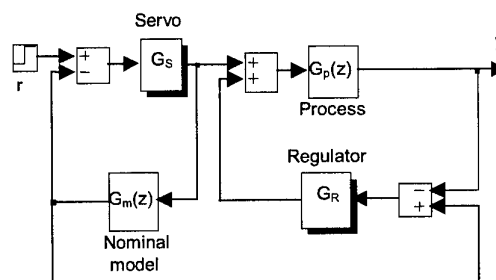 Servo
+
−
G_S
+
+
G_p(z)
r
Process
Regulator
G_m(z)
G_R
−
+
Nominal
model